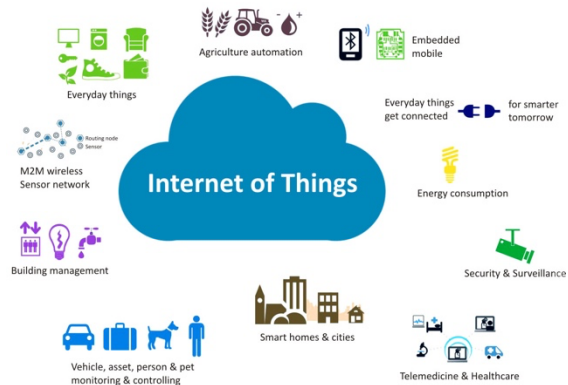 Agriculture automation
Embedded
mobile
Everyday things
Everyday things
get connected
for smarter
tomorrow
Routing node
Sensor
M2M wireless
Sensor network
Internet of Things
Energy consumption
Building management
Security & Surveillance
Smart homes & cities
Vehicle, asset, person & pet
monitoring & controlling
Telemedicine & Healthcare